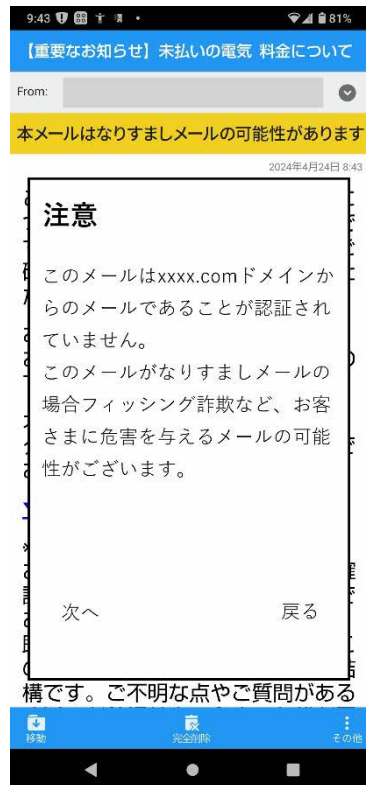 9:43 81%
【重要なお知らせ】未払いの電気 料金について
From:
本メールはなりすましメールの可能性があります
2024年4月24日 8:43
注意
このメールはxxxx.comドメインか
らのメールであることが認証され
ていません。
このメールがなりすましメールの
場合フィッシング詐欺など、お客
さまに危害を与えるメールの可能
性がございます。
次へ 戻る
構です。ご不明な点やご質問がある
移動 完全削除 その他